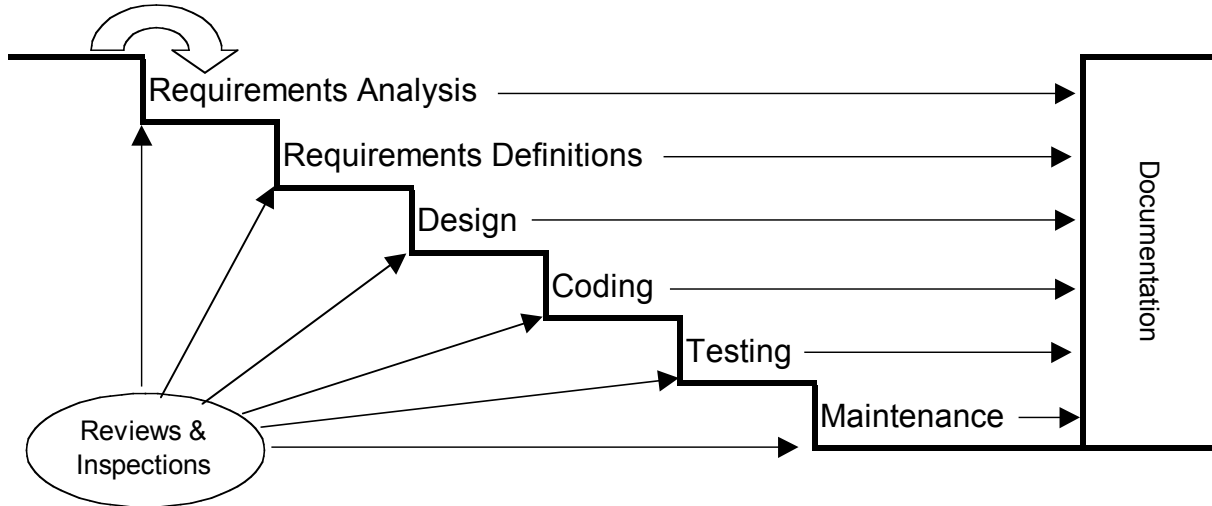 Requirements Analysis
Requirements Definitions
Design
Coding
Testing
Maintenance
Documentation
Reviews &
Inspections